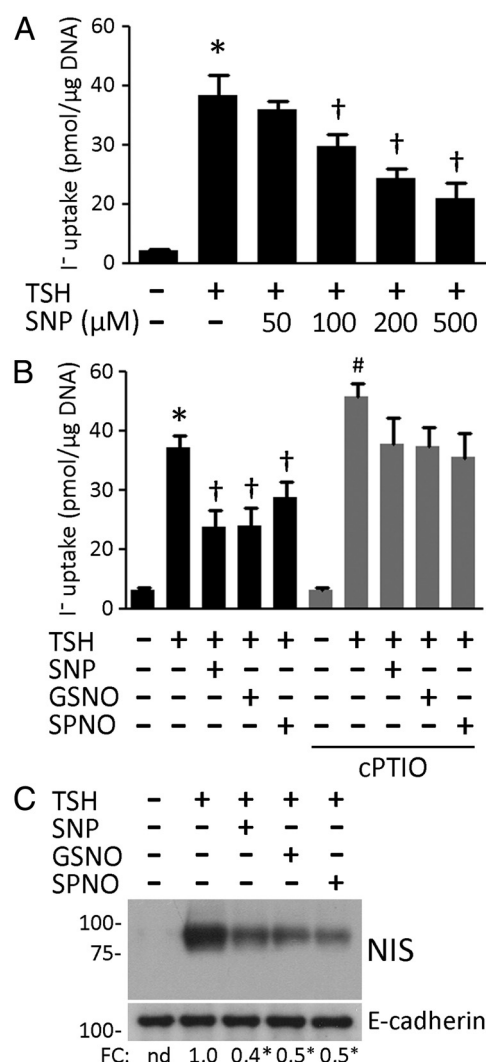 A
I⁻ uptake (pmol/µg DNA)
60
40
30
20
0
*
†
†
†
TSH − + + + + +
SNP (µM) − − 50 100 200 500
B
I⁻ uptake (pmol/µg DNA)
60
40
30
20
0
*
†
†
†
#
TSH − + + + + − + + + +
SNP − − + − − − − + − −
GSNO − − − + − − − − + −
SPNO − − − − + − − − − +
cPTIO
C
TSH − + + + +
SNP − − + − −
GSNO − − − + −
SPNO − − − − +
100-
75-
NIS
100-
E-cadherin
FC: nd 1.0 0.4* 0.5* 0.5*